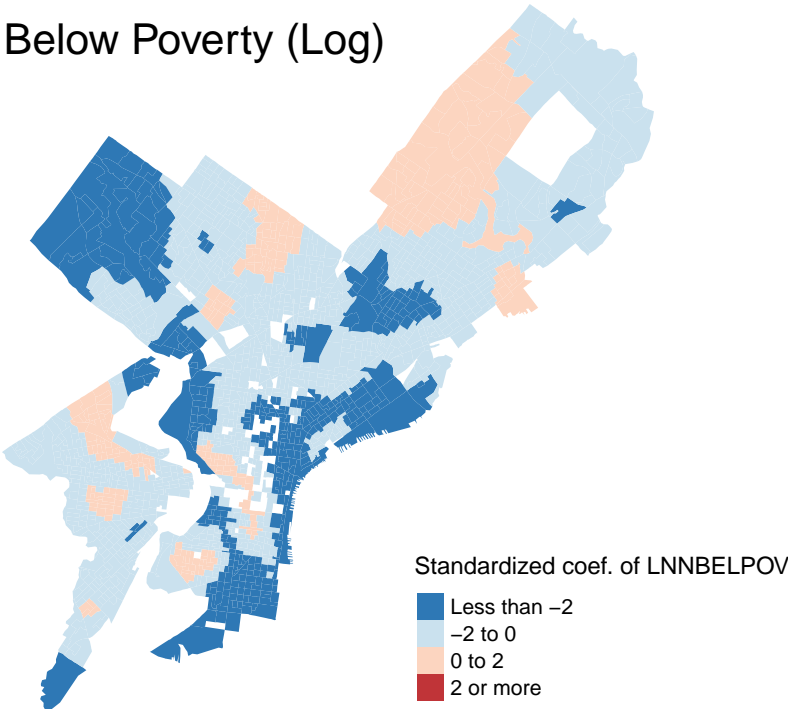 Below Poverty (Log)
Standardized coef. of LNNBELPOV
Less than −2
−2 to 0
0 to 2
2 or more